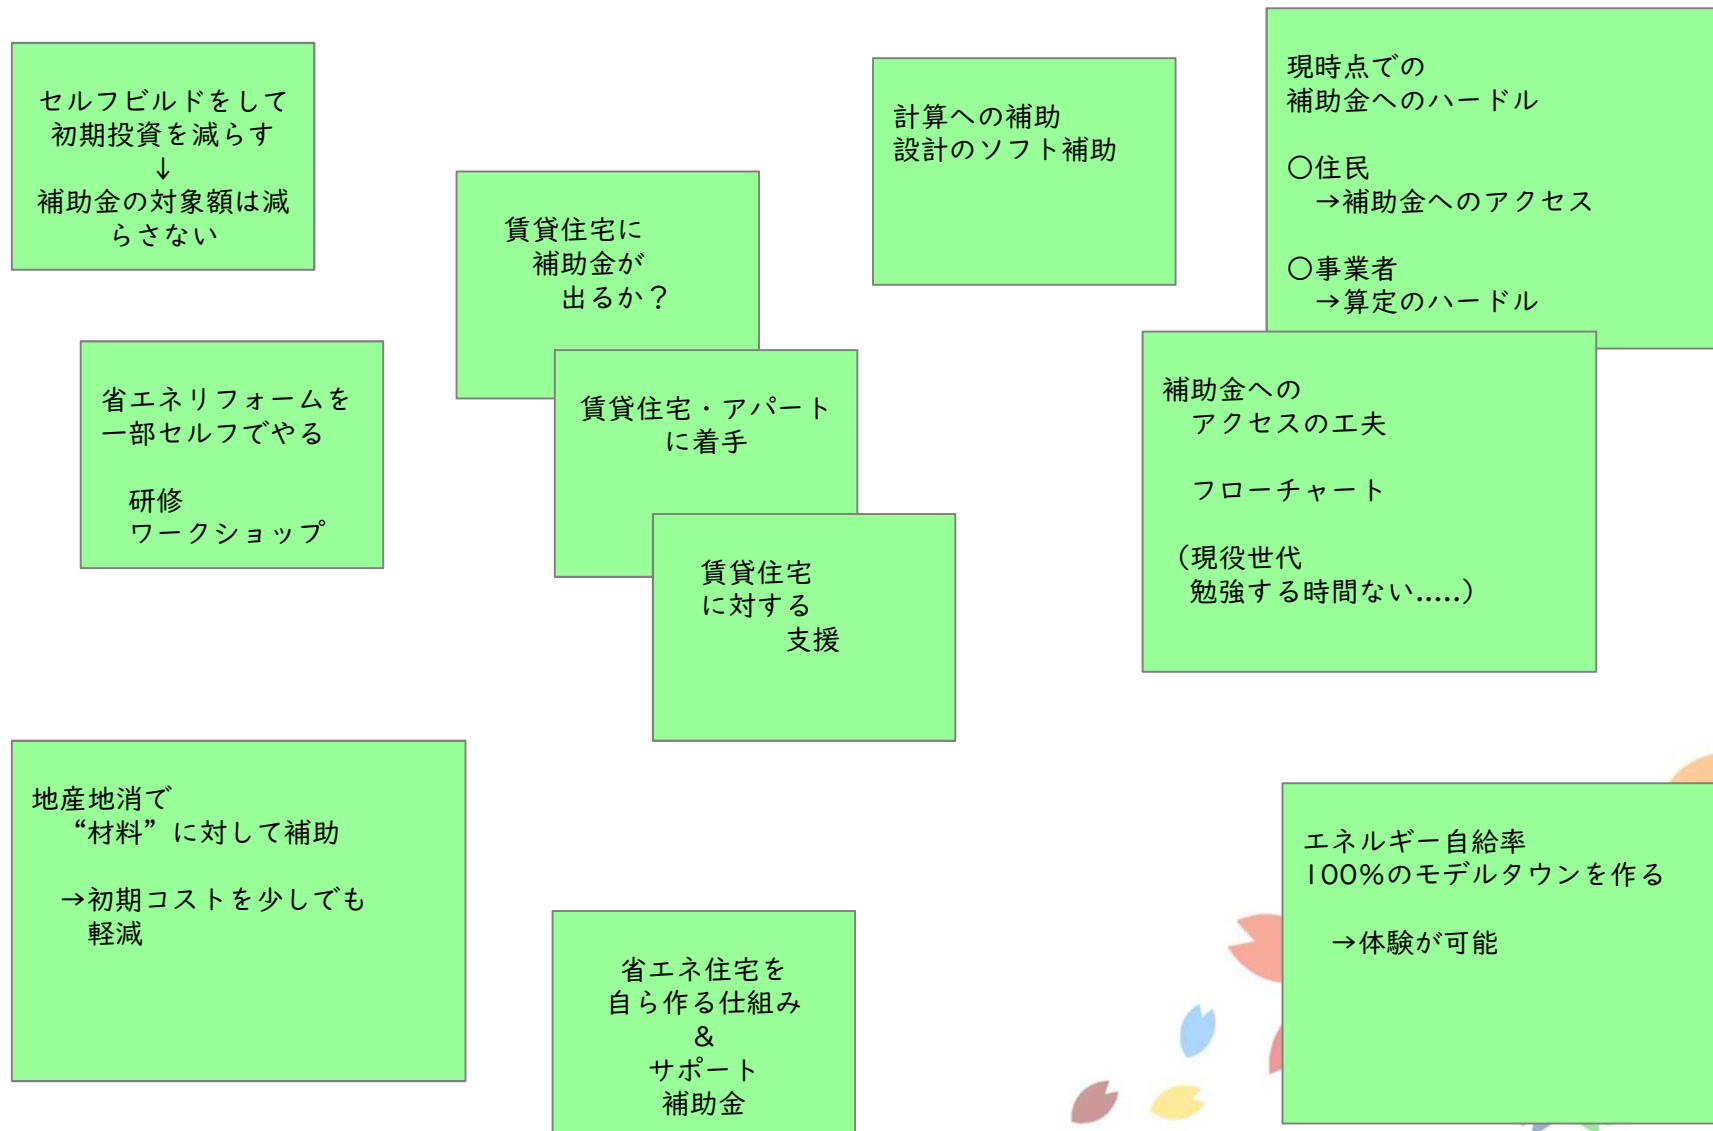 セルフビルドをして
初期投資を減らす
↓
補助金の対象額は減
らさない
省エネリフォームを
一部セルフでやる
研修
ワークショップ
賃貸住宅に
補助金が
出るか？
賃貸住宅・アパート
に着手
賃貸住宅
に対する
支援
計算への補助
設計のソフト補助
現時点での
補助金へのハードル
〇住民
→補助金へのアクセス
〇事業者
→算定のハードル
補助金への
アクセスの工夫
フローチャート
（現役世代
勉強する時間ない.....）
地産地消で
“材料”に対して補助
→初期コストを少しでも
軽減
省エネ住宅を
自ら作る仕組み
＆
サポート
補助金
エネルギー自給率
100%のモデルタウンを作る
→体験が可能